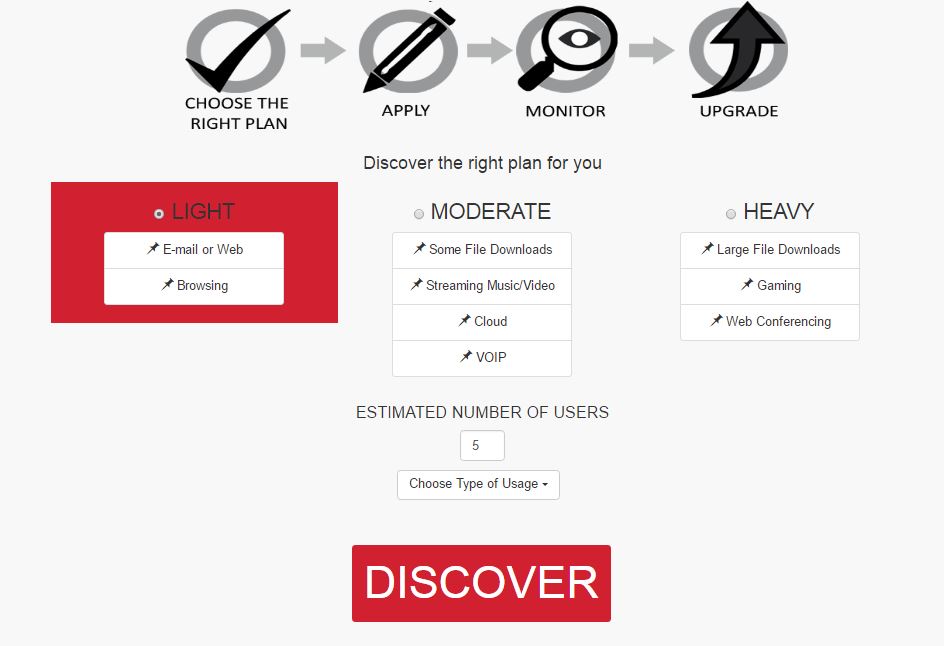 CHOOSE THE
RIGHT PLAN
APPLY
MONITOR
UPGRADE
Discover the right plan for you
LIGHT
E-mail or Web
Browsing
MODERATE
Some File Downloads
Streaming Music/Video
Cloud
VOIP
HEAVY
Large File Downloads
Gaming
Web Conferencing
ESTIMATED NUMBER OF USERS
5
Choose Type of Usage
DISCOVER